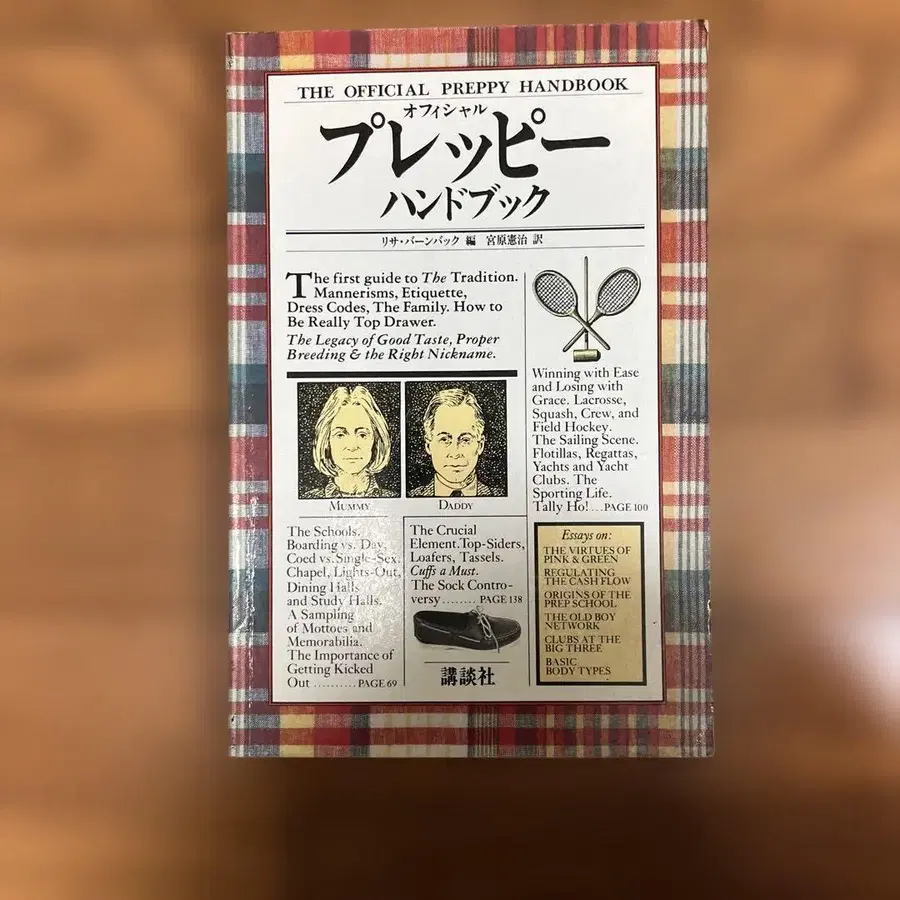 THE OFFICIAL PREPPY HANDBOOK
オフィシャル
プレッピー
ハンドブック
リサ・バーンバック 編 宮原憲治 訳
The first guide to The Tradition.
Mannerisms, Etiquette,
Dress Codes, The Family. How to
Be Really Top Drawer.
The Legacy of Good Taste, Proper
Breeding & the Right Nickname.
MUMMY
DADDY
Winning with Ease
and Losing with
Grace. Lacrosse,
Squash, Crew, and
Field Hockey.
The Sailing Scene.
Flotillas, Regattas,
Yachts and Yacht
Clubs. The
Sporting Life.
Tally Ho!...PAGE 100
The Schools.
Boarding vs. Day,
Coed vs. Single-Sex,
Chapel, Lights-Out,
Dining Halls
and Study Halls.
A Sampling
of Mottoes and
Memorabilia.
The Importance of
Getting Kicked
Out ..........PAGE 69
The Crucial
Element.Top-Siders,
Loafers, Tassels.
Cuffs a Must.
The Sock Contro-
versy........PAGE 138
講談社
Essays on:
THE VIRTUES OF
PINK & GREEN
REGULATING
THE CASH FLOW
ORIGINS OF THE
PREP SCHOOL
THE OLD BOY
NETWORK
CLUBS AT THE
BIG THREE
BASIC
BODY TYPES